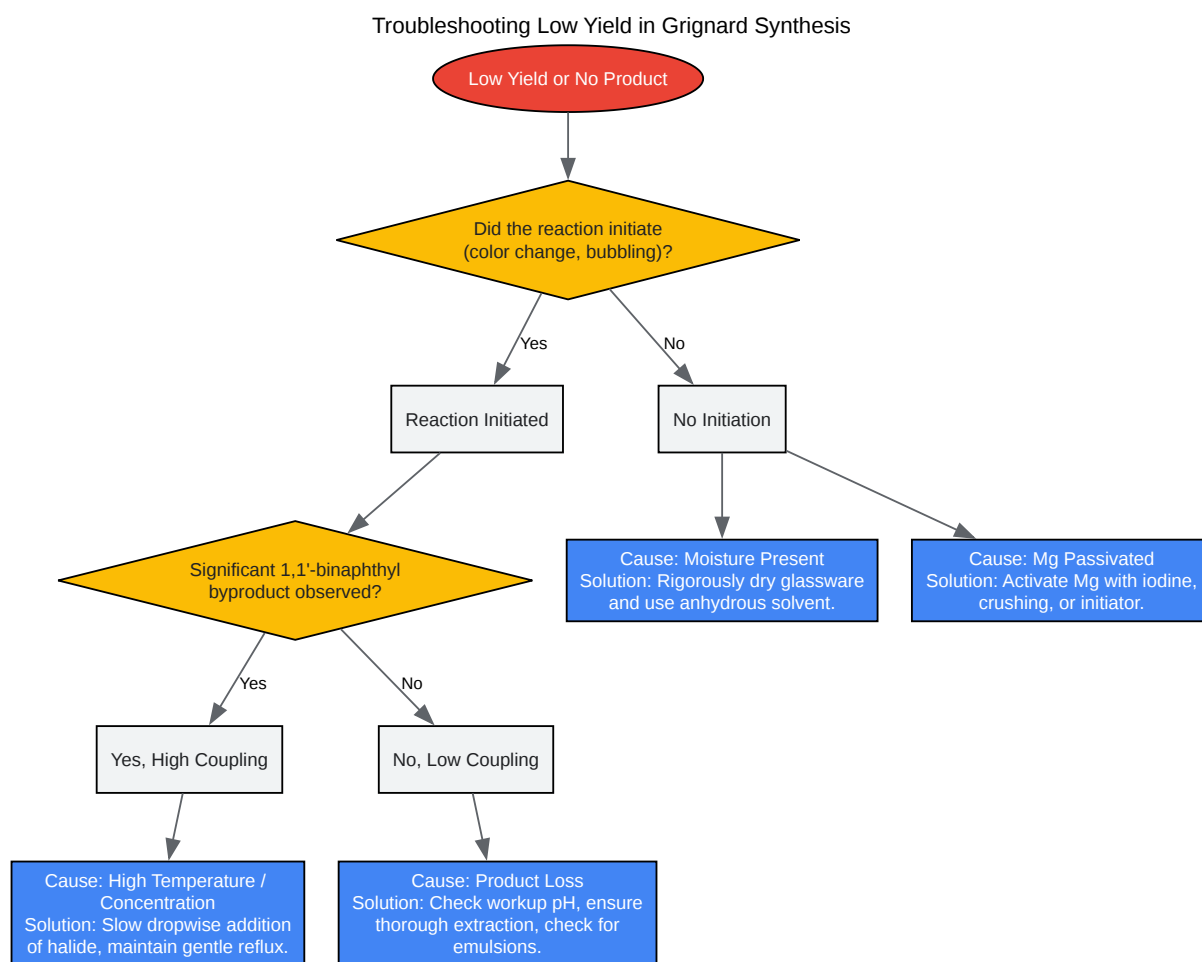 Troubleshooting Low Yield in Grignard Synthesis
Low Yield or No Product
Did the reaction initiate
(color change, bubbling)?
Yes
No
Reaction Initiated
No Initiation
Significant 1,1'-binaphthyl
byproduct observed?
Cause: Moisture Present
Solution: Rigorously dry glassware
and use anhydrous solvent.
Cause: Mg Passivated
Solution: Activate Mg with iodine,
crushing, or initiator.
Yes
No
Yes, High Coupling
No, Low Coupling
Cause: High Temperature /
Concentration
Solution: Slow dropwise addition
of halide, maintain gentle reflux.
Cause: Product Loss
Solution: Check workup pH, ensure
thorough extraction, check for
emulsions.